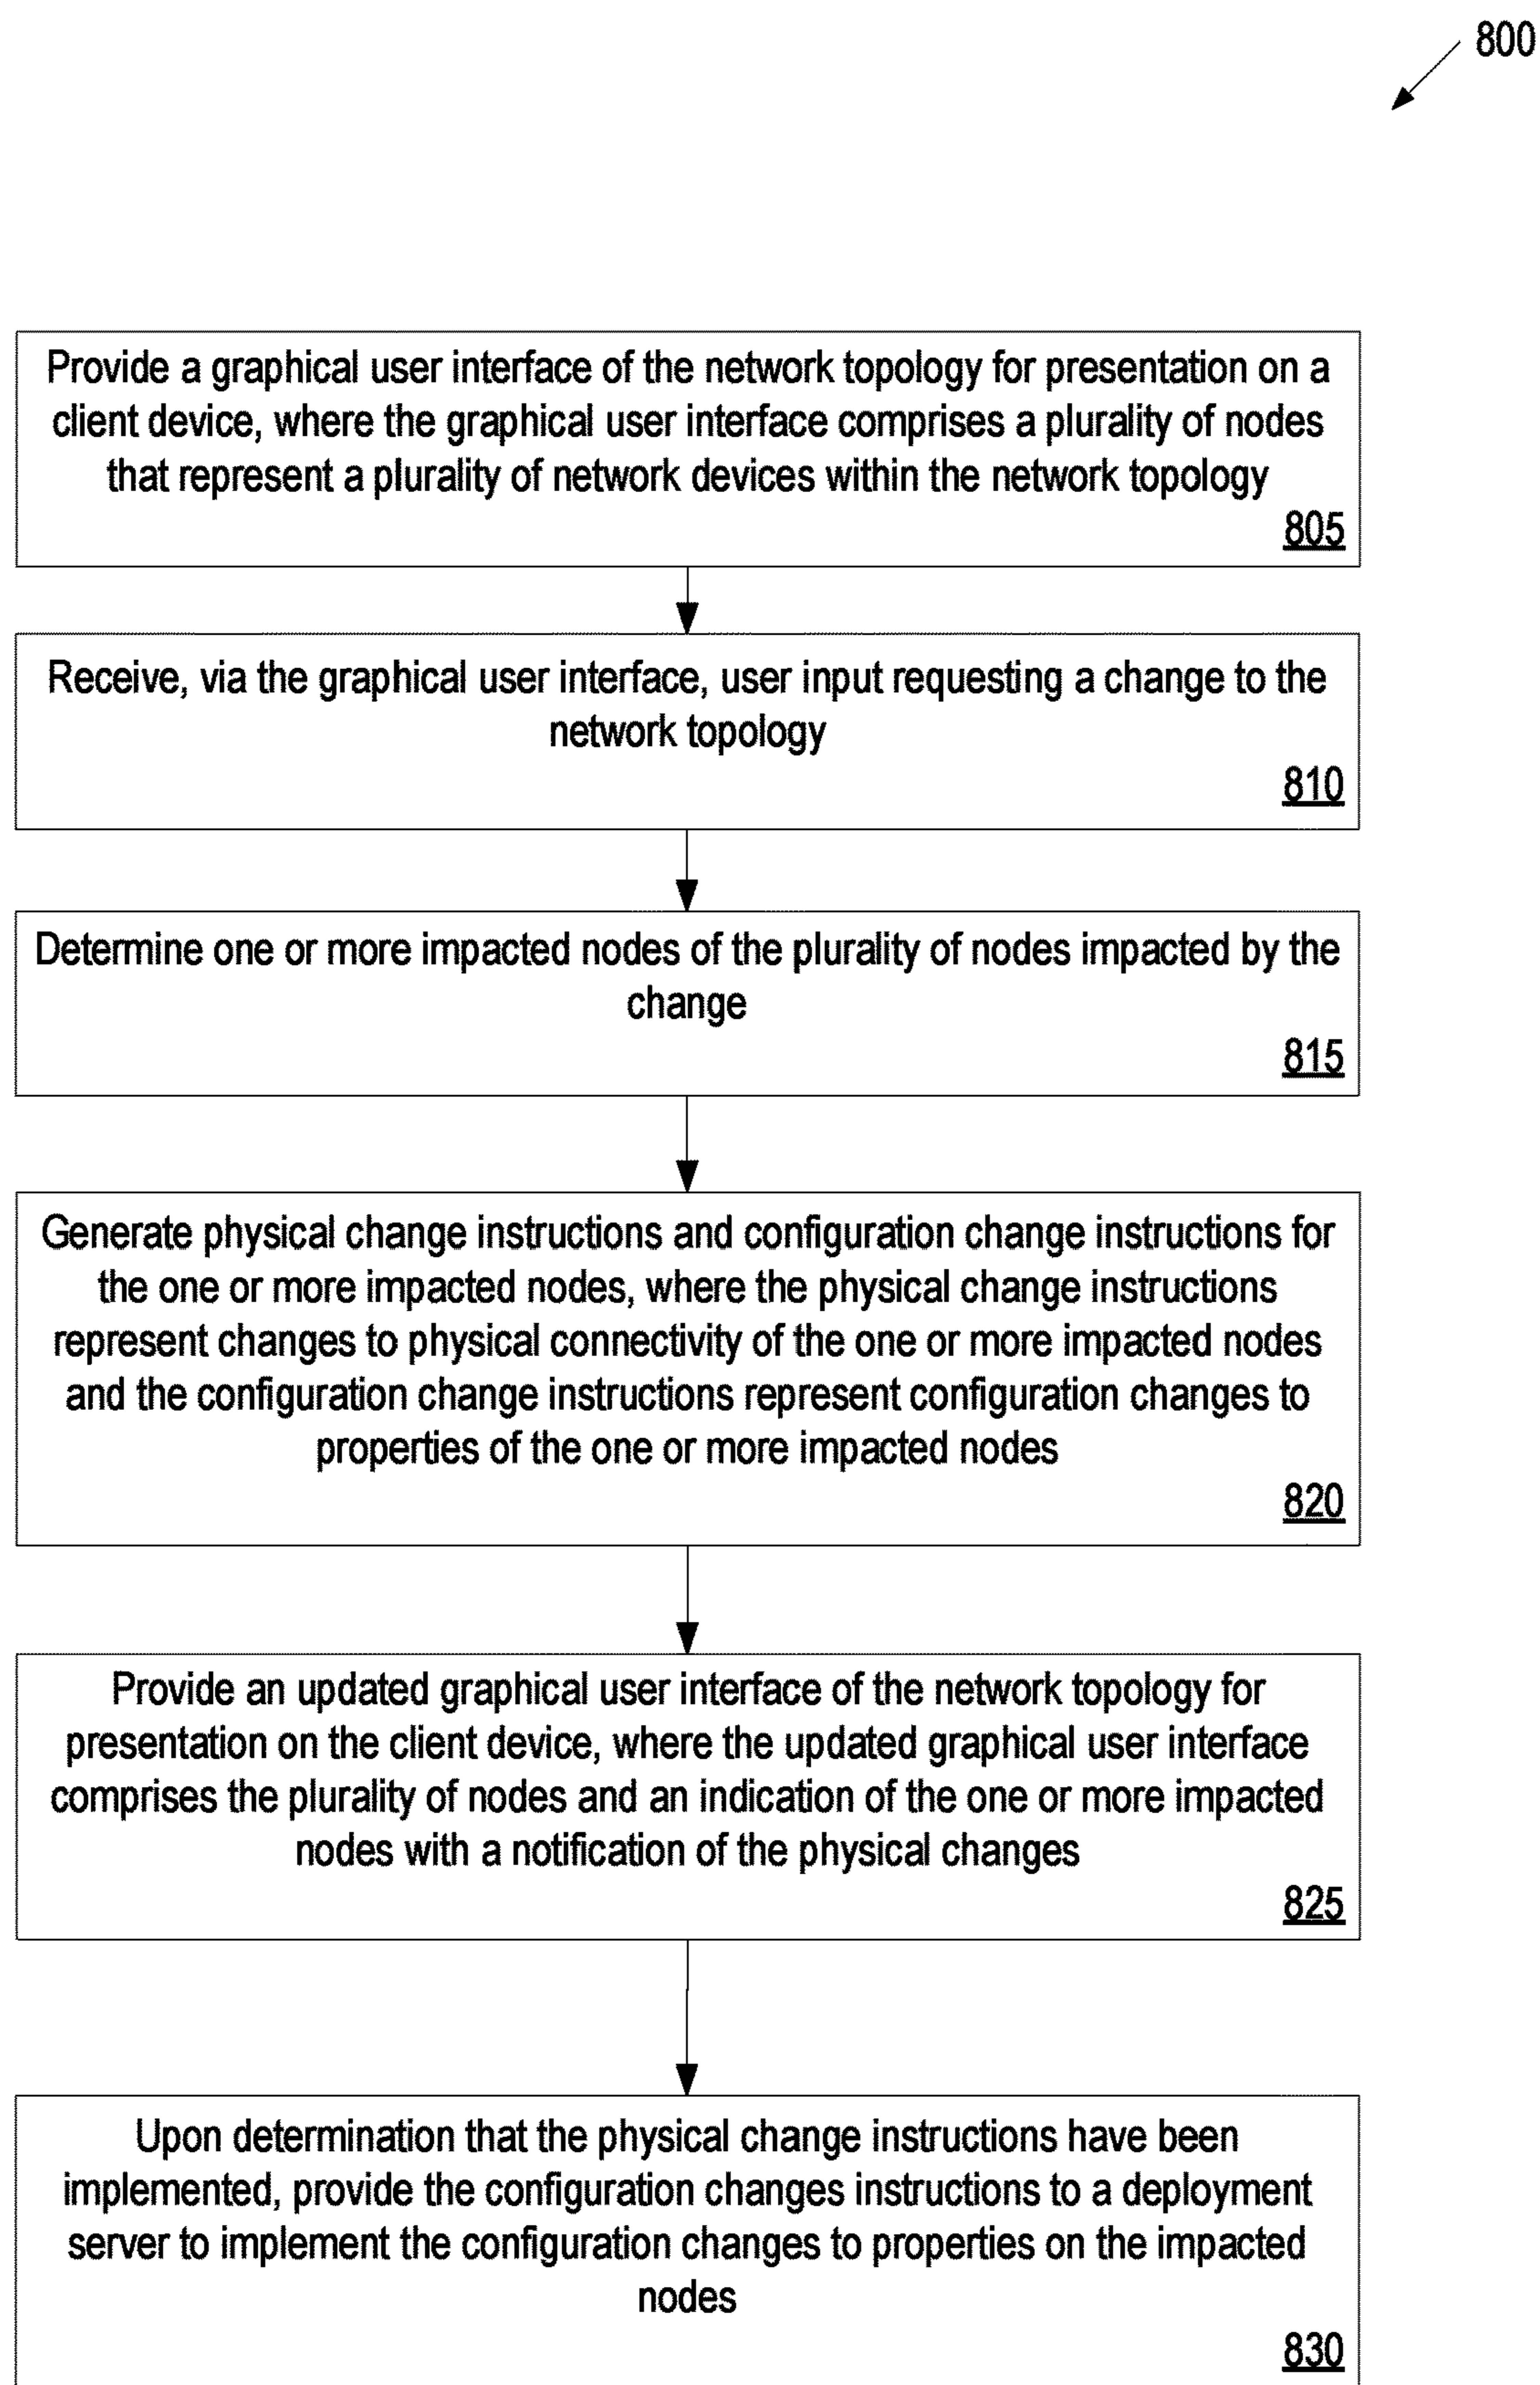 800
Provide a graphical user interface of the network topology for presentation on a
client device, where the graphical user interface comprises a plurality of nodes
that represent a plurality of network devices within the network topology
805
Receive, via the graphical user interface, user input requesting a change to the
network topology
810
Determine one or more impacted nodes of the plurality of nodes impacted by the
change
815
Generate physical change instructions and configuration change instructions for
the one or more impacted nodes, where the physical change instructions
represent changes to physical connectivity of the one or more impacted nodes
and the configuration change instructions represent configuration changes to
properties of the one or more impacted nodes
820
Provide an updated graphical user interface of the network topology for
presentation on the client device, where the updated graphical user interface
comprises the plurality of nodes and an indication of the one or more impacted
nodes with a notification of the physical changes
825
Upon determination that the physical change instructions have been
implemented, provide the configuration changes instructions to a deployment
server to implement the configuration changes to properties on the impacted
nodes
830